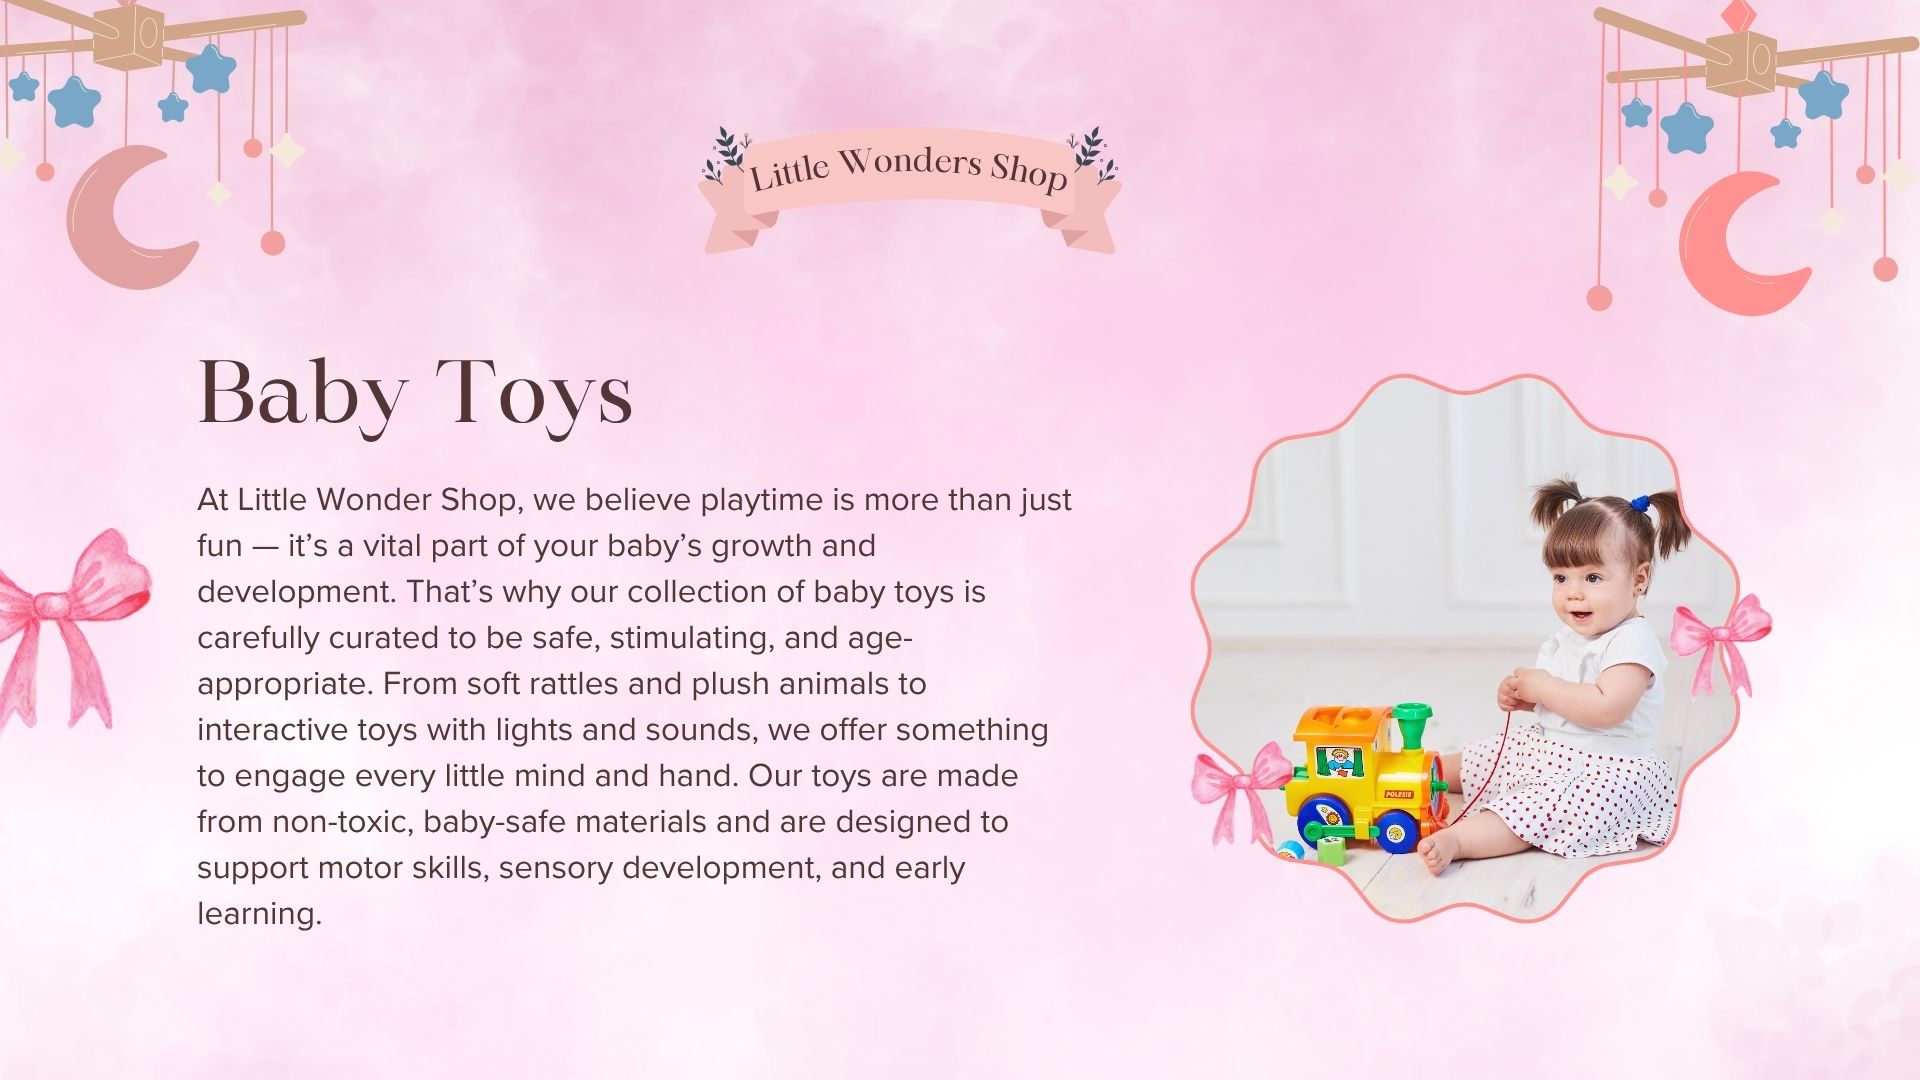 Little Wonders Shop
Baby Toys
At Little Wonder Shop, we believe playtime is more than just
fun — it’s a vital part of your baby’s growth and
development. That’s why our collection of baby toys is
carefully curated to be safe, stimulating, and age-
appropriate. From soft rattles and plush animals to
interactive toys with lights and sounds, we offer something
to engage every little mind and hand. Our toys are made
from non-toxic, baby-safe materials and are designed to
support motor skills, sensory development, and early
learning.
POLESIE